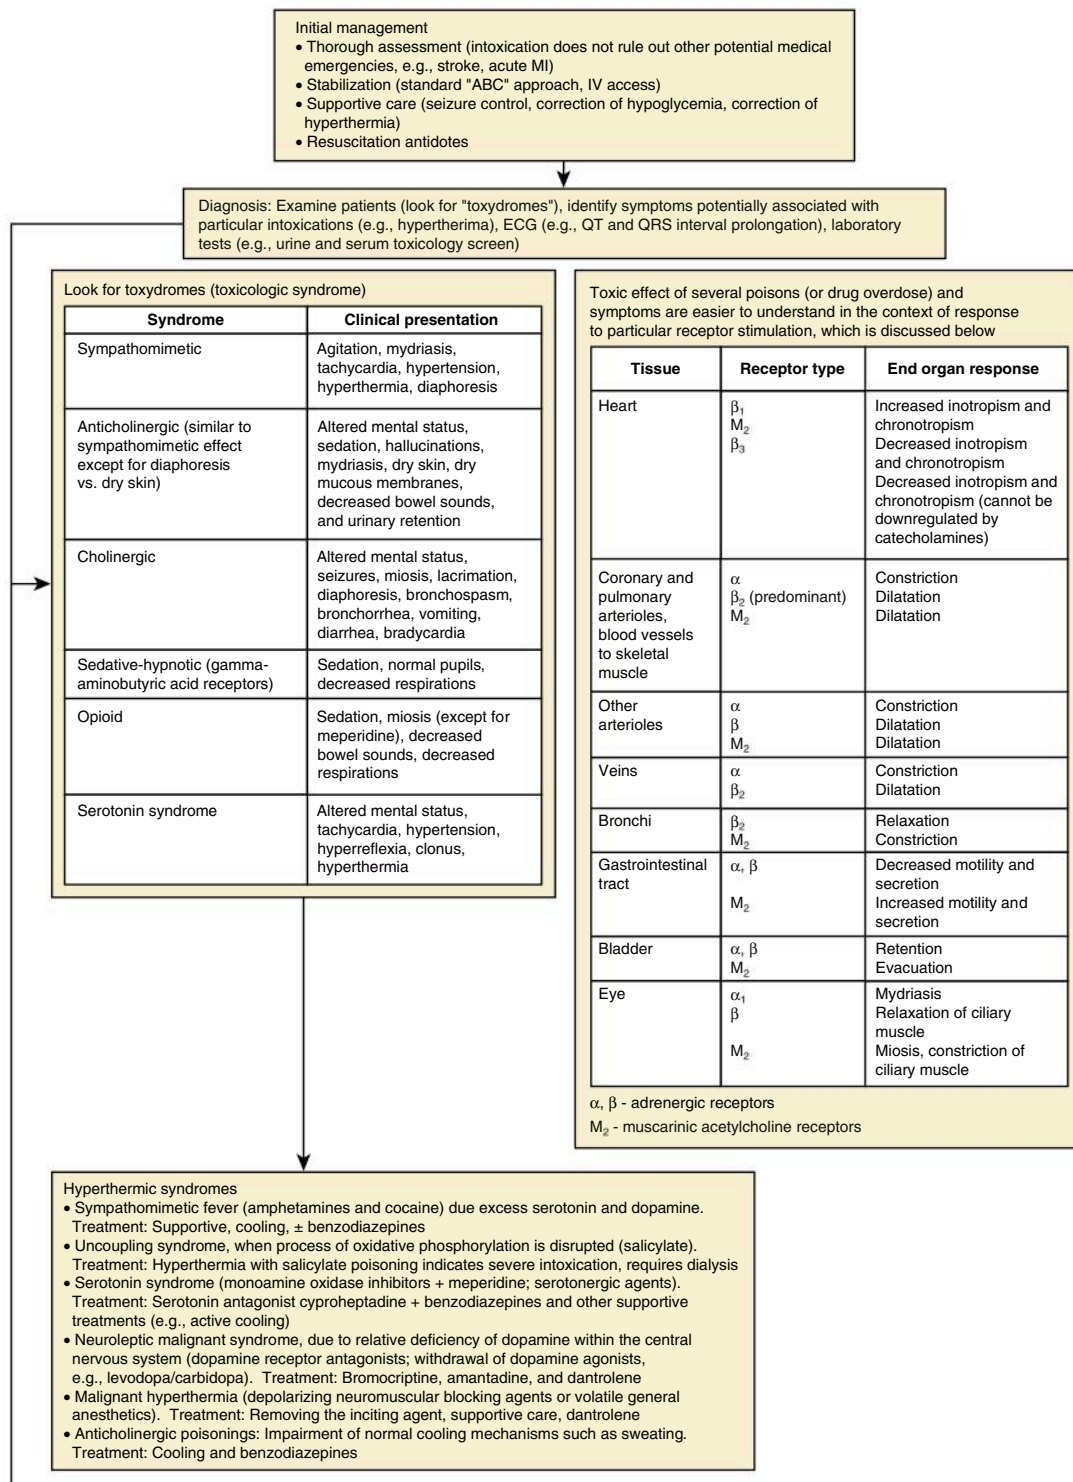 Initial management
• Thorough assessment (intoxication does not rule out other potential medical
emergencies, e.g., stroke, acute MI)
• Stabilization (standard "ABC" approach, IV access)
• Supportive care (seizure control, correction of hypoglycemia, correction of
hyperthermia)
• Resuscitation antidotes
Diagnosis: Examine patients (look for "toxydromes"), identify symptoms potentially associated with
particular intoxications (e.g., hypertherima), ECG (e.g., QT and QRS interval prolongation), laboratory
tests (e.g., urine and serum toxicology screen)
Look for toxydromes (toxicologic syndrome)
Syndrome Clinical presentation
Sympathomimetic Agitation, mydriasis,
tachycardia, hypertension,
hyperthermia, diaphoresis
Anticholinergic (similar to Altered mental status,
sympathomimetic effect sedation, hallucinations,
except for diaphoresis mydriasis, dry skin, dry
vs. dry skin) mucous membranes,
decreased bowel sounds,
and urinary retention
Cholinergic Altered mental status,
seizures, miosis, lacrimation,
diaphoresis, bronchospasm,
bronchorrhea, vomiting,
diarrhea, bradycardia
Sedative-hypnotic (gamma- Sedation, normal pupils,
aminobutyric acid receptors) decreased respirations
Opioid Sedation, miosis (except for
meperidine), decreased
bowel sounds, decreased
respirations
Serotonin syndrome Altered mental status,
tachycardia, hypertension,
hyperreflexia, clonus,
hyperthermia
Toxic effect of several poisons (or drug overdose) and
symptoms are easier to understand in the context of response
to particular receptor stimulation, which is discussed below
Tissue Receptor type End organ response
Heart β₁ Increased inotropism and
M₂ chronotropism
β₃ Decreased inotropism
and chronotropism
Decreased inotropism and
chronotropism (cannot be
downregulated by
catecholamines)
Coronary and α Constriction
pulmonary β₂ (predominant) Dilatation
arterioles, M₂ Dilatation
blood vessels
to skeletal
muscle
Other α Constriction
arterioles β Dilatation
M₂ Dilatation
Veins α Constriction
β₂ Dilatation
Bronchi β₂ Relaxation
M₂ Constriction
Gastrointestinal α, β Decreased motility and
tract secretion
M₂ Increased motility and
secretion
Bladder α, β Retention
M₂ Evacuation
Eye α₁ Mydriasis
β Relaxation of ciliary
muscle
M₂ Miosis, constriction of
ciliary muscle
α, β - adrenergic receptors
M₂ - muscarinic acetylcholine receptors
Hyperthermic syndromes
• Sympathomimetic fever (amphetamines and cocaine) due excess serotonin and dopamine.
Treatment: Supportive, cooling, ± benzodiazepines
• Uncoupling syndrome, when process of oxidative phosphorylation is disrupted (salicylate).
Treatment: Hyperthermia with salicylate poisoning indicates severe intoxication, requires dialysis
• Serotonin syndrome (monoamine oxidase inhibitors + meperidine; serotonergic agents).
Treatment: Serotonin antagonist cyproheptadine + benzodiazepines and other supportive
treatments (e.g., active cooling)
• Neuroleptic malignant syndrome, due to relative deficiency of dopamine within the central
nervous system (dopamine receptor antagonists; withdrawal of dopamine agonists,
e.g., levodopa/carbidopa). Treatment: Bromocriptine, amantadine, and dantrolene
• Malignant hyperthermia (depolarizing neuromuscular blocking agents or volatile general
anesthetics). Treatment: Removing the inciting agent, supportive care, dantrolene
• Anticholinergic poisonings: Impairment of normal cooling mechanisms such as sweating.
Treatment: Cooling and benzodiazepines